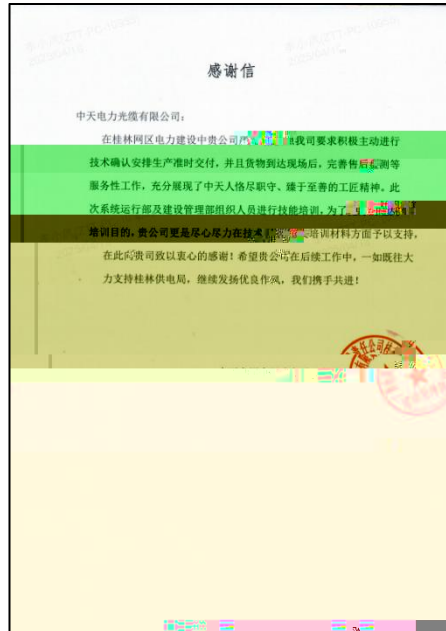 感谢信
中天电力光缆有限公司：
在桂林网区电力建设中贵公司 我司要求积极主动进行
技术确认安排生产准时交付，并且货物到达现场后，完善售后 测等
服务性工作，充分展现了中天人恪尽职守、臻于至善的工匠精神。此
次系统运行部及建设管理部组织人员进行技能培训，为了
培训目的，贵公司更是尽心尽力在技术 培训材料方面予以支持，
在此向贵司致以衷心的感谢！希望贵公司在后续工作中，一如既往大
力支持桂林供电局，继续发扬优良作风，我们携手共进！
责任公司桂